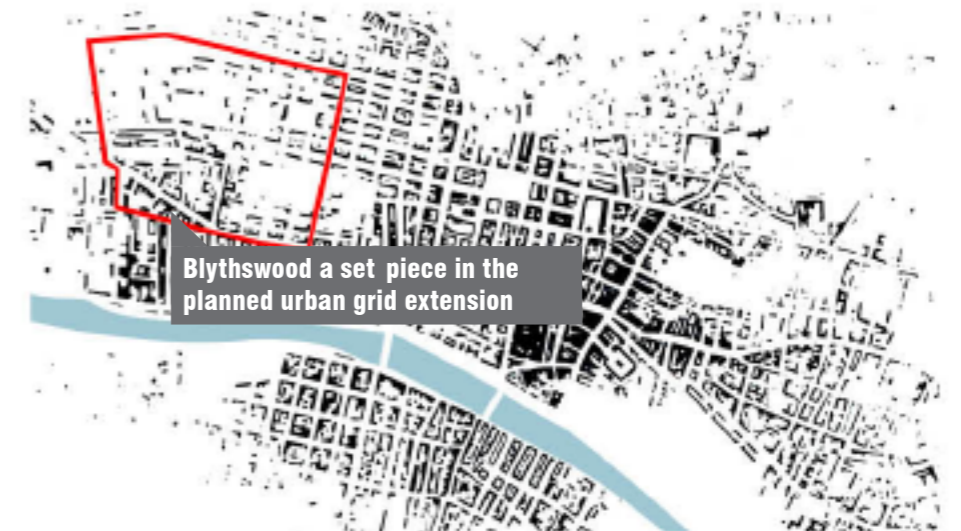 Blythswood a set piece in the
planned urban grid extension